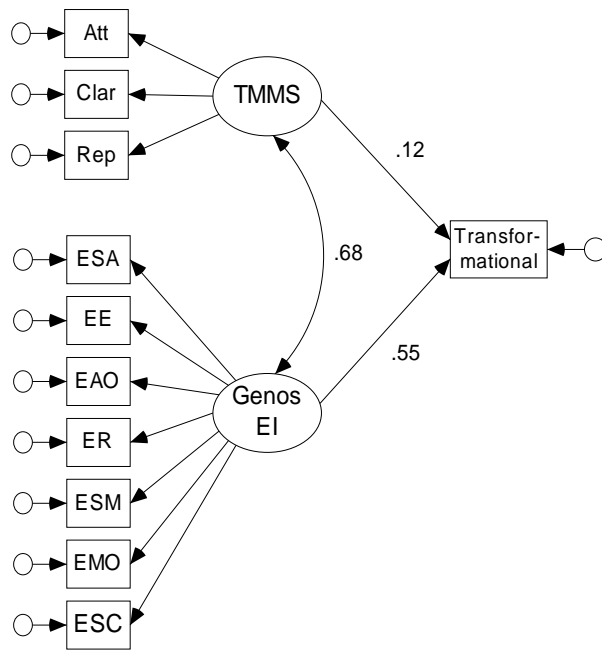 Att
Clar
Rep
TMMS
.12
Transfor-
mational
.68
ESA
EE
EAO
ER
ESM
EMO
ESC
Genos
EI
.55